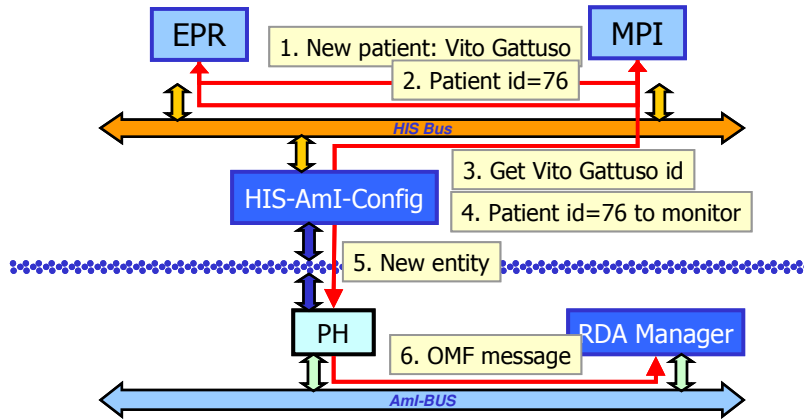 EPR
1. New patient: Vito Gattuso
MPI
2. Patient id=76
HIS Bus
3. Get Vito Gattuso id
HIS-AmI-Config
4. Patient id=76 to monitor
5. New entity
PH
RDA Manager
6. OMF message
AmI-BUS